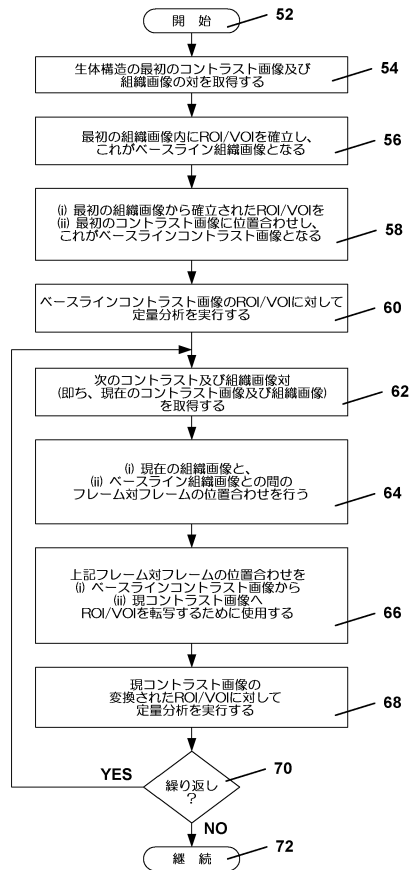 開 始
52
生体構造の最初のコントラスト画像及び
組織画像の対を取得する
54
最初の組織画像内にROI/VOIを確立し、
これがベースライン組織画像となる
56
(i) 最初の組織画像から確立されたROI/VOIを
(ii) 最初のコントラスト画像に位置合わせし、
これがベースラインコントラスト画像となる
58
ベースラインコントラスト画像のROI/VOIに対して
定量分析を実行する
60
次のコントラスト及び組織画像対
(即ち、現在のコントラスト画像及び組織画像)
を取得する
62
(i) 現在の組織画像と、
(ii) ベースライン組織画像との間の
フレーム対フレームの位置合わせを行う
64
上記フレーム対フレームの位置合わせを
(i) ベースラインコントラスト画像から
(ii) 現コントラスト画像へ
ROI/VOIを転写するために使用する
66
現コントラスト画像の
変換されたROI/VOIに対して
定量分析を実行する
68
YES
繰り返し
?
70
NO
継 続
72